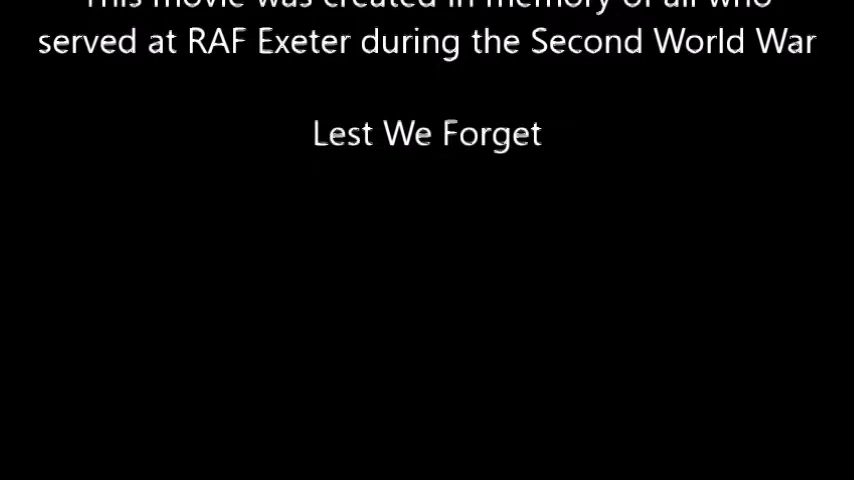 This movie was created in memory of all who
served at RAF Exeter during the Second World War
Lest We Forget